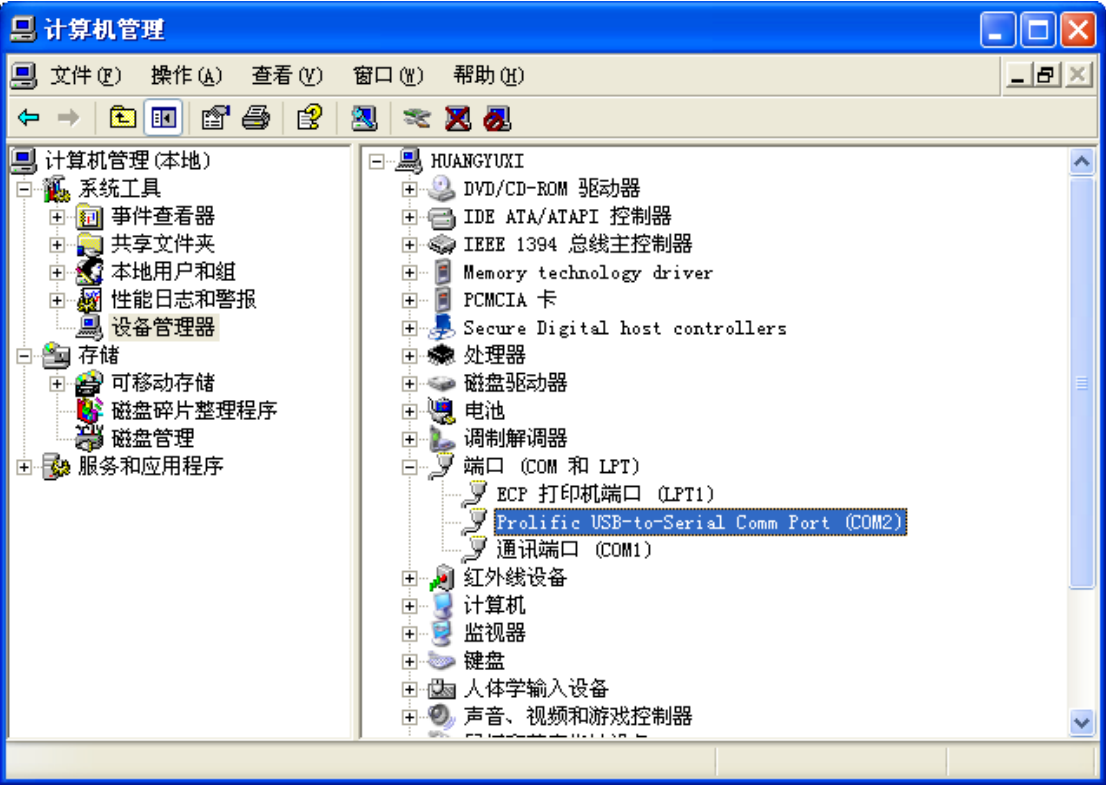 计算机管理
文件(F) 操作(A) 查看(V) 窗口(W) 帮助(H)
计算机管理(本地)
系统工具
事件查看器
共享文件夹
本地用户和组
性能日志和警报
设备管理器
存储
可移动存储
磁盘碎片整理程序
磁盘管理
服务和应用程序
HUANGYUXI
DVD/CD-ROM 驱动器
IDE ATA/ATAPI 控制器
IEEE 1394 总线主控制器
Memory technology driver
PCMCIA 卡
Secure Digital host controllers
处理器
磁盘驱动器
电池
调制解调器
端口 (COM 和 LPT)
ECP 打印机端口 (LPT1)
Prolific USB-to-Serial Comm Port (COM2)
通讯端口 (COM1)
红外线设备
计算机
监视器
键盘
人体学输入设备
声音、视频和游戏控制器